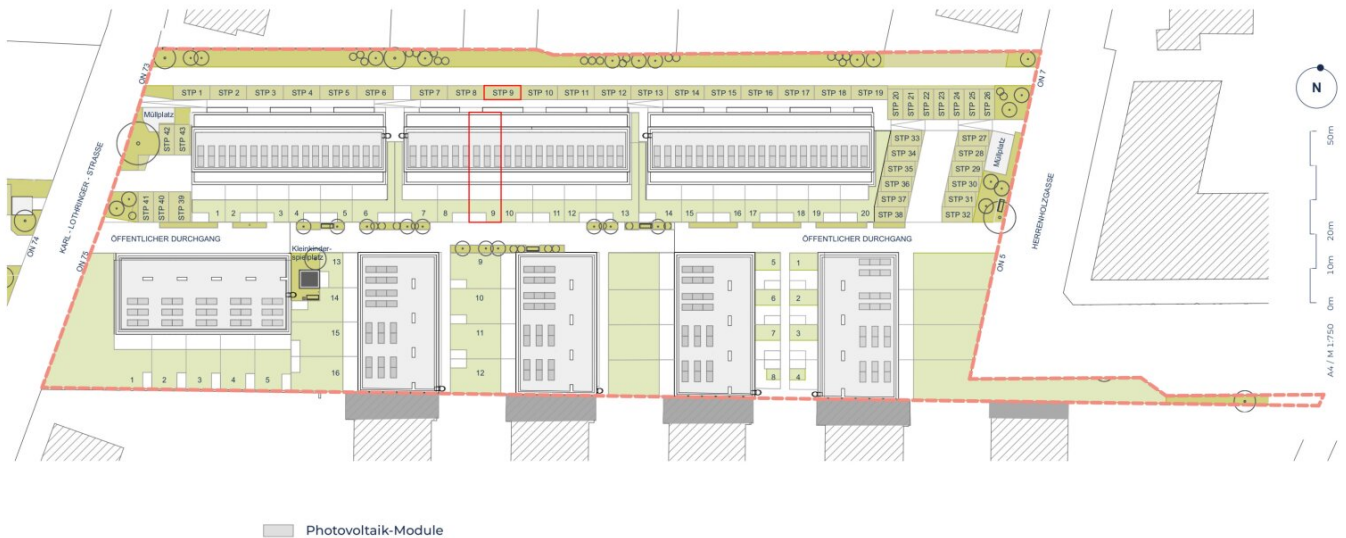 ON 73
ON 7
STP 1 STP 2 STP 3 STP 4 STP 5 STP 6 STP 7 STP 8 STP 9 STP 10 STP 11 STP 12 STP 13 STP 14 STP 15 STP 16 STP 17 STP 18 STP 19 STP 20 STP 21 STP 22 STP 23 STP 24 STP 25 STP 26
N
Müllplatz
STP 42 STP 43
STP 33 STP 27
STP 34 STP 28
STP 35 STP 29
STP 36 STP 30
STP 37 STP 31
STP 38 STP 32
Müllplatz
STP 41 STP 40 STP 39
1 2 3 4 5 6 7 8 9 10 11 12 13 14 15 16 17 18 19 20
KARL - LOTHRINGER - STRASSE
ON 74
ON 75
HERRENHOLZGASSE
ON 5
ÖFFENTLICHER DURCHGANG
ÖFFENTLICHER DURCHGANG
Kleinkinder-
spielplatz
13 9 5 1
14 10 6 2
15 11 7 3
16 12 8 4
1 2 3 4 5
50m
20m
10m
0m
A4 / M 1:750
Photovoltaik-Module